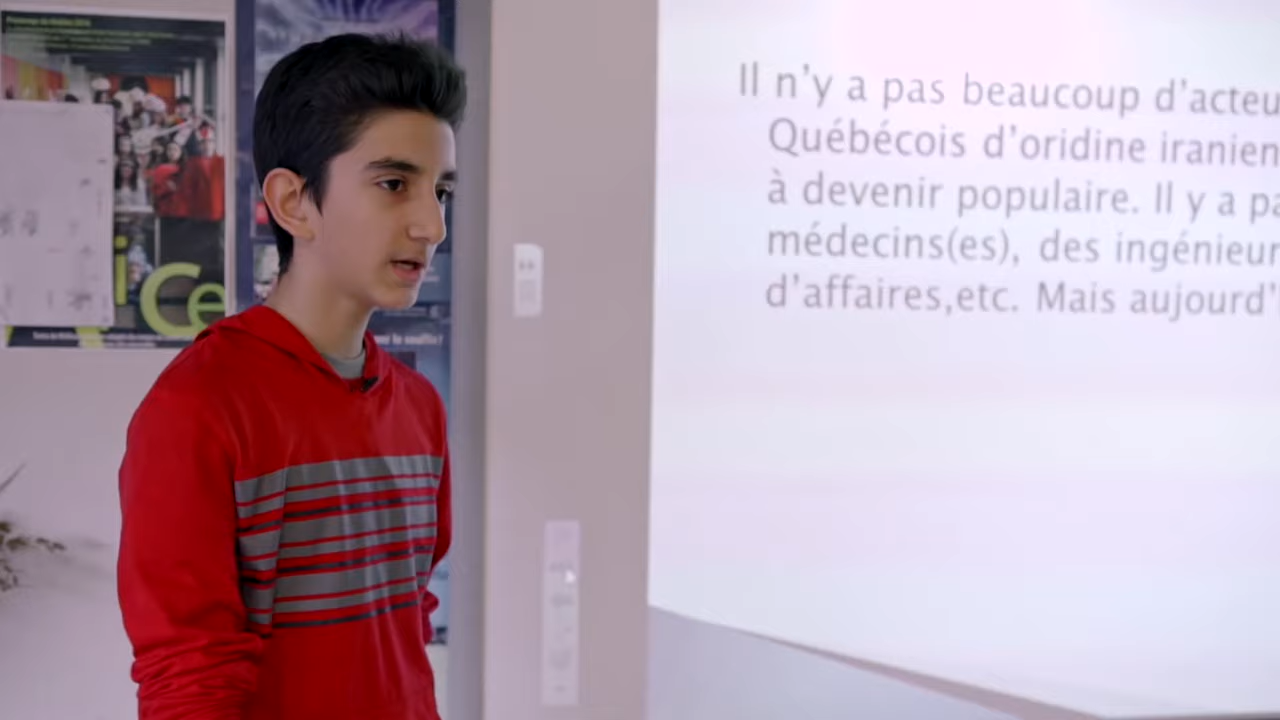 Il n'y a pas beaucoup d'acteu
Québécois d'oridine iranien
à devenir populaire. Il y a pa
médecins(es), des ingénieur
d'affaires,etc. Mais aujourd'
ce